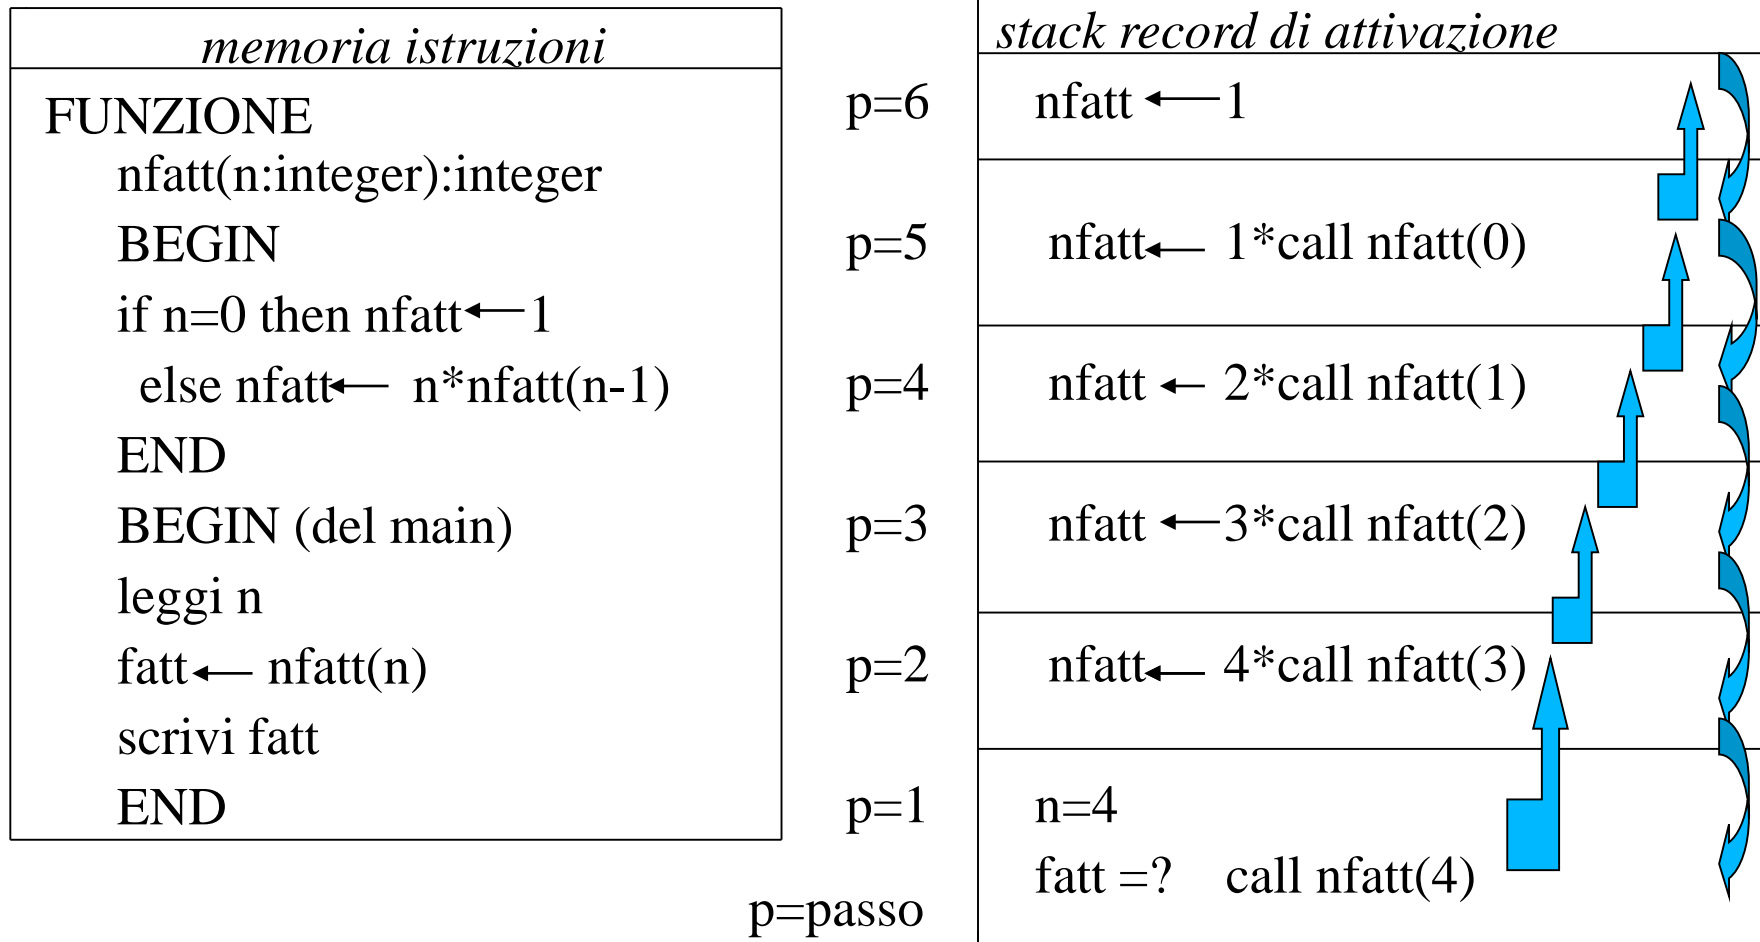 memoria istruzioni
FUNZIONE
nfatt(n:integer):integer
BEGIN
if n=0 then nfatt ← 1
else nfatt ← n*nfatt(n-1)
END
BEGIN (del main)
leggi n
fatt ← nfatt(n)
scrivi fatt
END
stack record di attivazione
p=6 nfatt ← 1
p=5 nfatt ← 1*call nfatt(0)
p=4 nfatt ← 2*call nfatt(1)
p=3 nfatt ← 3*call nfatt(2)
p=2 nfatt ← 4*call nfatt(3)
p=1 n=4
fatt =? call nfatt(4)
p=passo